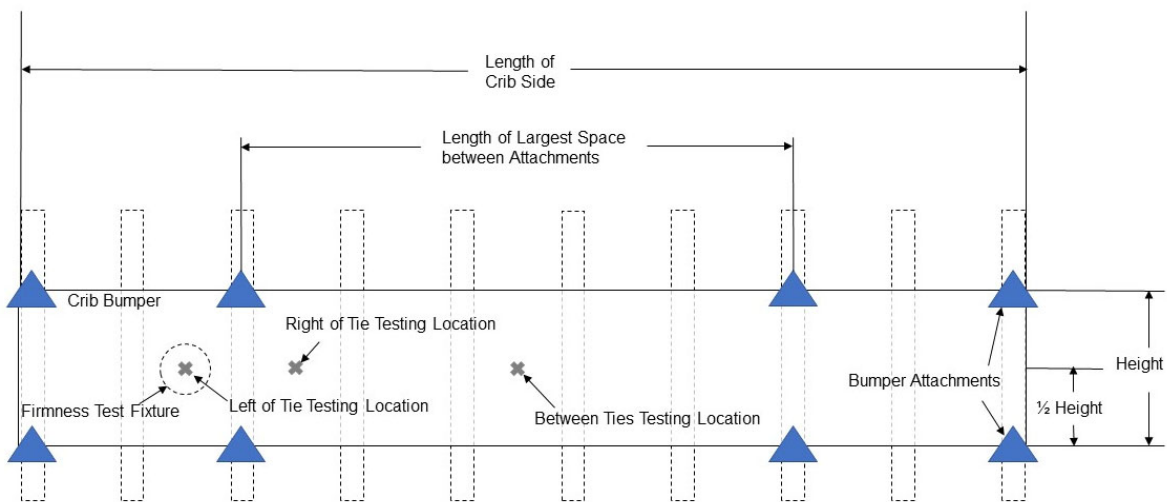 Length of
Crib Side
Length of Largest Space
between Attachments
Crib Bumper
Right of Tie Testing Location
Height
Bumper Attachments
Firmness Test Fixture
Left of Tie Testing Location
Between Ties Testing Location
½ Height